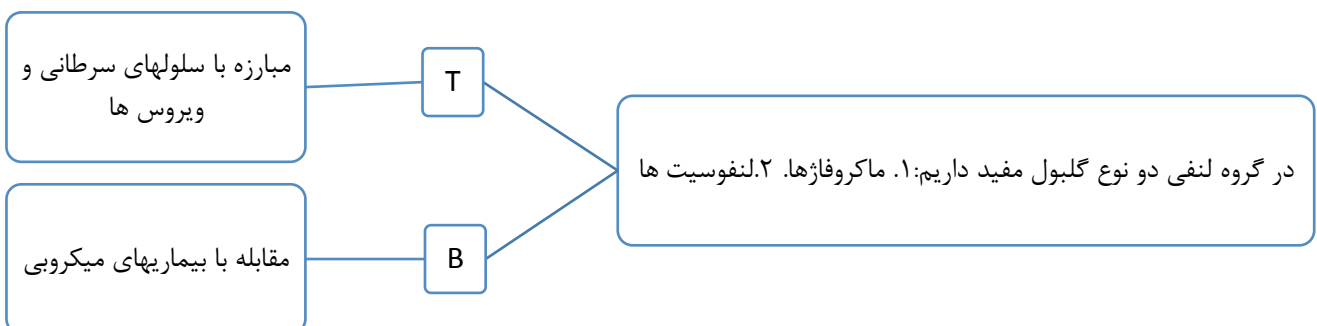 در گروه لنفی دو نوع گلبول مفید داریم:۱. ماکروفاژها. ۲.لنفوسیت ها
T
مبارزه با سلولهای سرطانی و
ویروس ها
B
مقابله با بیماریهای میکروبی